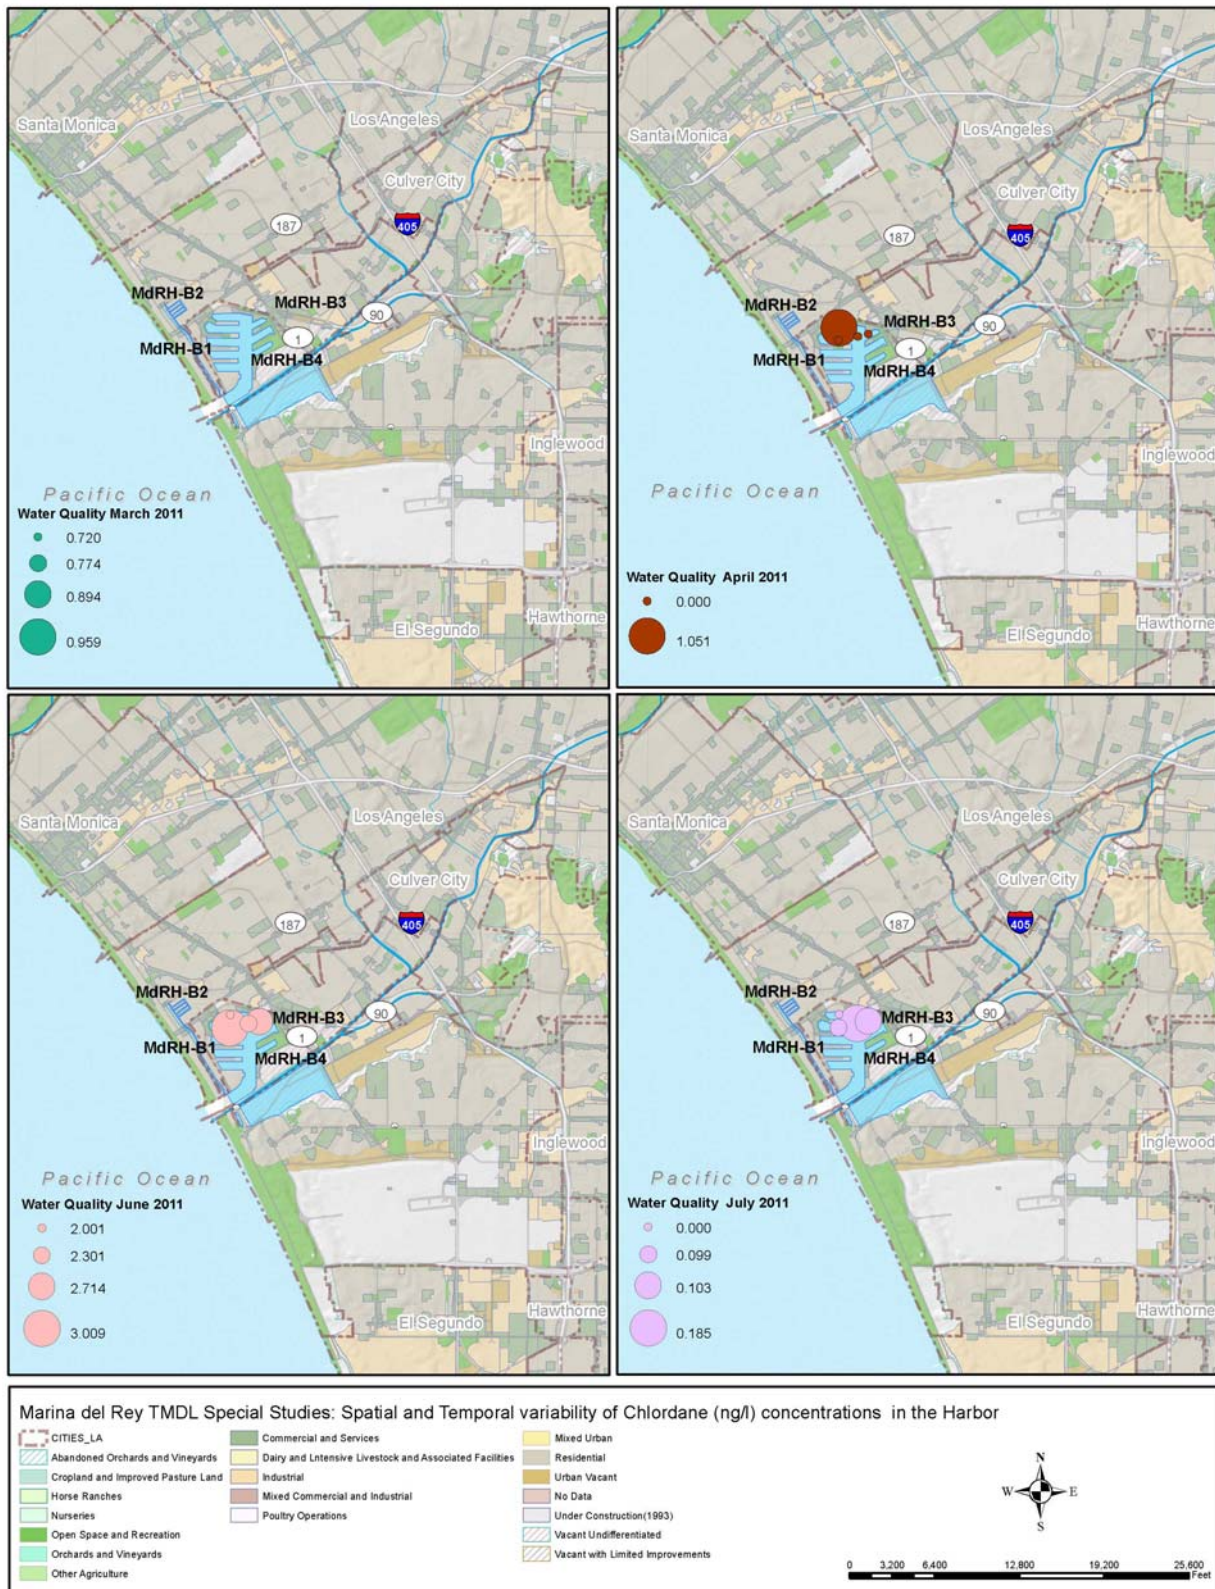 Santa Monica
Los Angeles
Culver City
187
405
MdRH-B2
MdRH-B3
90
1
MdRH-B1
MdRH-B4
Inglewood
Pacific Ocean
Water Quality March 2011
0.720
0.774
0.894
0.959
Hawthorne
El Segundo
Santa Monica
Los Angeles
Culver City
187
405
MdRH-B2
MdRH-B3
90
1
MdRH-B1
MdRH-B4
Inglewood
Pacific Ocean
Water Quality April 2011
0.000
1.051
Hawthorne
El Segundo
Santa Monica
Los Angeles
Culver City
187
405
MdRH-B2
MdRH-B3
90
1
MdRH-B1
MdRH-B4
Inglewood
Pacific Ocean
Water Quality June 2011
2.001
2.301
2.714
3.009
Hawthorne
El Segundo
Santa Monica
Los Angeles
Culver City
187
405
MdRH-B2
MdRH-B3
90
1
MdRH-B1
MdRH-B4
Inglewood
Pacific Ocean
Water Quality July 2011
0.000
0.099
0.103
0.185
Hawthorne
El Segundo
Marina del Rey TMDL Special Studies: Spatial and Temporal variability of Chlordane (ng/l) concentrations in the Harbor
CITIES_LA
Abandoned Orchards and Vineyards
Cropland and Improved Pasture Land
Horse Ranches
Nurseries
Open Space and Recreation
Orchards and Vineyards
Other Agriculture
Commercial and Services
Dairy and Lntensive Livestock and Associated Facilities
Industrial
Mixed Commercial and Industrial
Poultry Operations
Mixed Urban
Residential
Urban Vacant
No Data
Under Construction(1993)
Vacant Undifferentiated
Vacant with Limited Improvements
N
W E
S
0 3,200 6,400 12,800 19,200 25,600
Feet